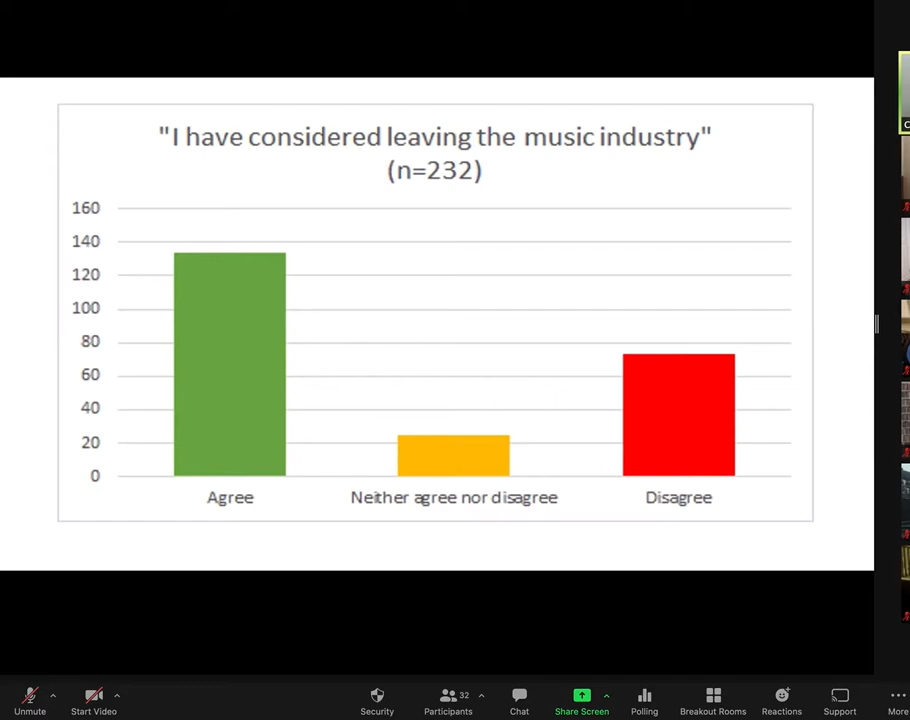 "I have considered leaving the music industry"
(n=232)
160
140
120
100
80
60
40
20
0
Agree Neither agree nor disagree Disagree
32
Unmute Start Video Security Participants Chat Share Screen Polling Breakout Rooms Reactions Support More